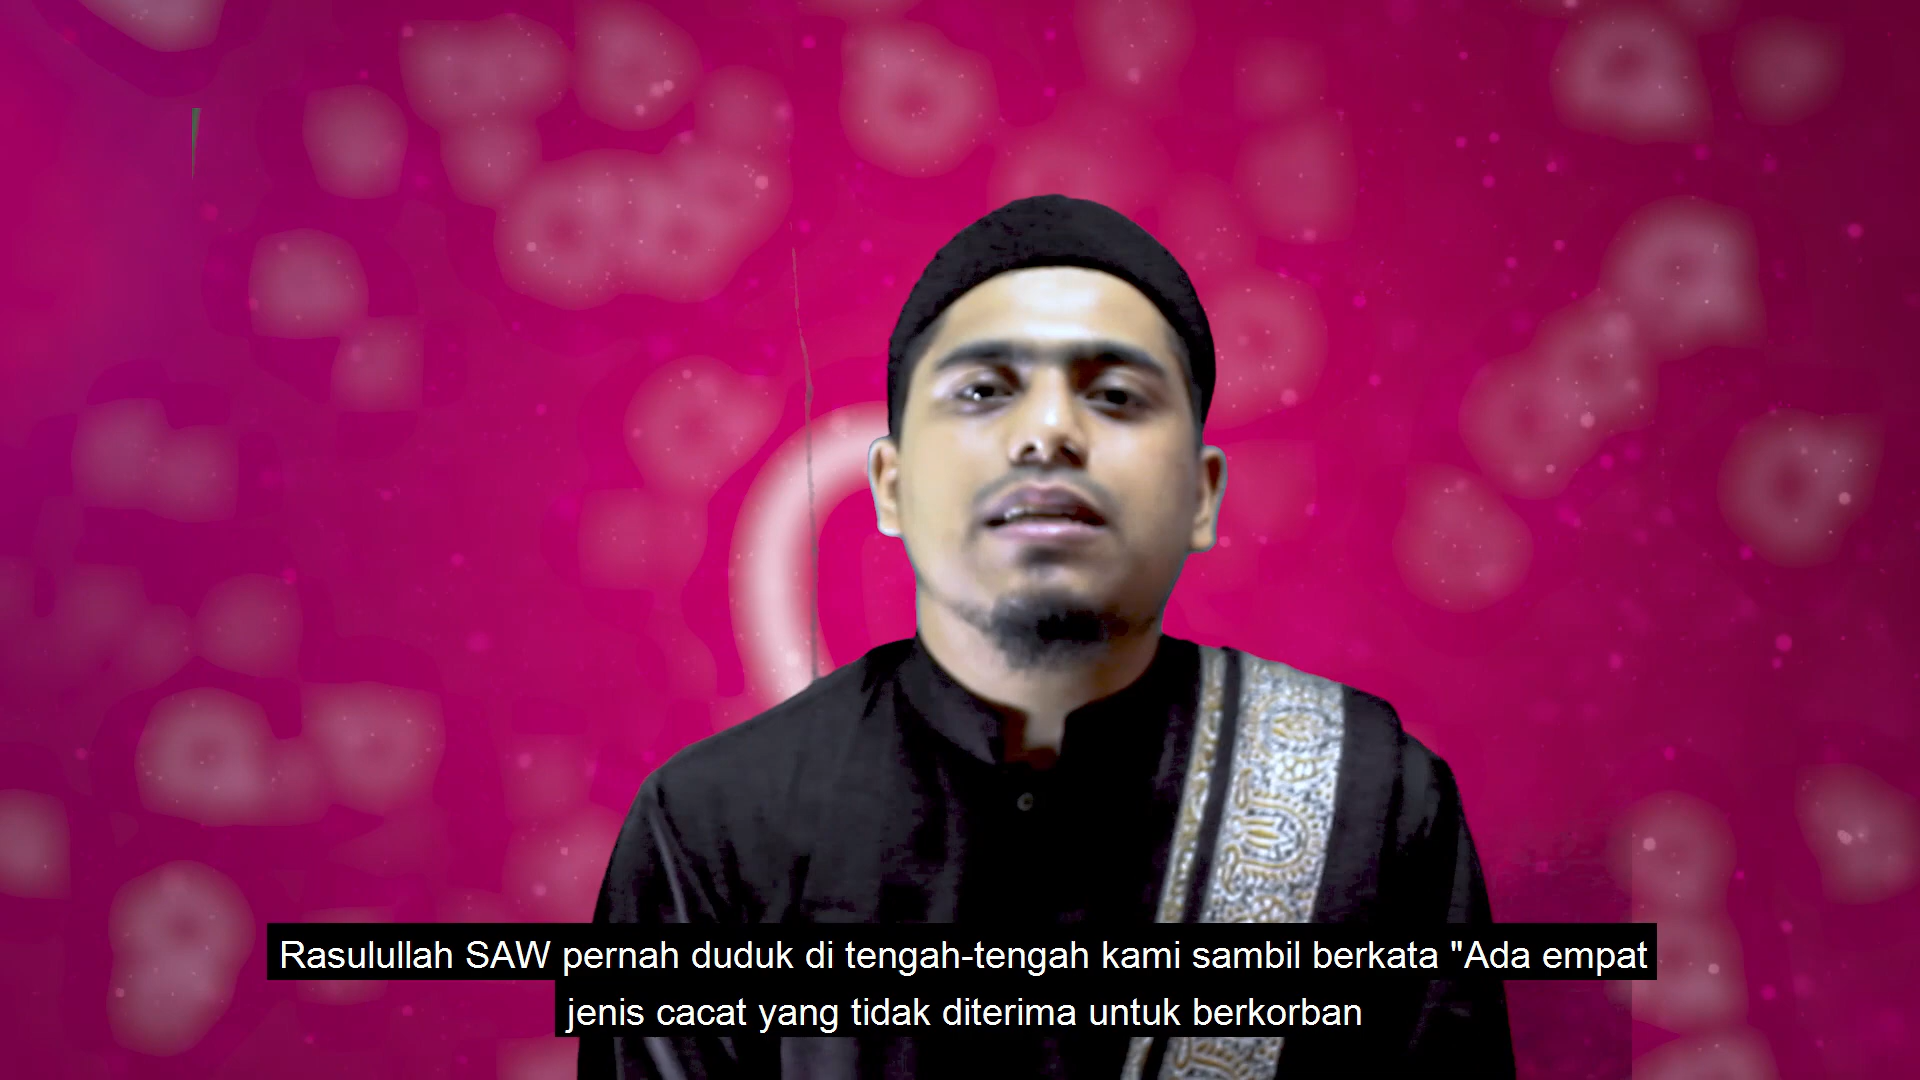 Rasulullah SAW pernah duduk di tengah-tengah kami sambil berkata "Ada empat
jenis cacat yang tidak diterima untuk berkorban